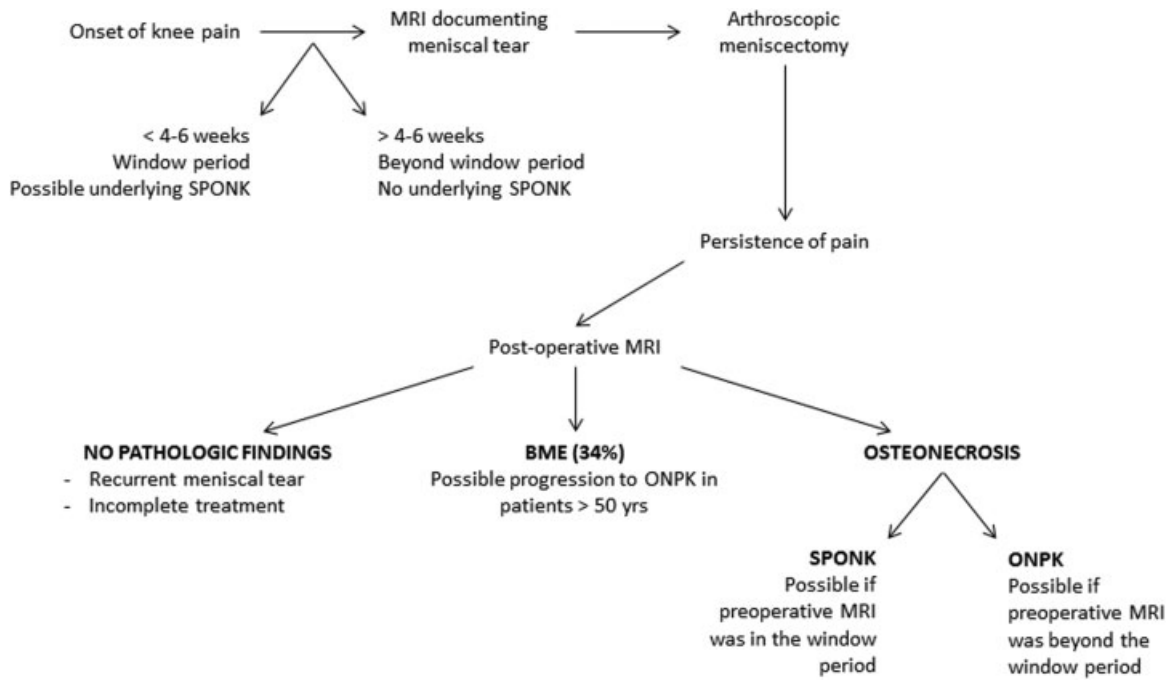 Onset of knee pain
MRI documenting
meniscal tear
Arthroscopic
meniscectomy
< 4-6 weeks
Window period
Possible underlying SPONK
> 4-6 weeks
Beyond window period
No underlying SPONK
Persistence of pain
Post-operative MRI
NO PATHOLOGIC FINDINGS
- Recurrent meniscal tear
- Incomplete treatment
BME (34%)
Possible progression to ONPK in
patients > 50 yrs
OSTEONECROSIS
SPONK
Possible if
preoperative MRI
was in the window
period
ONPK
Possible if
preoperative MRI
was beyond the
window period